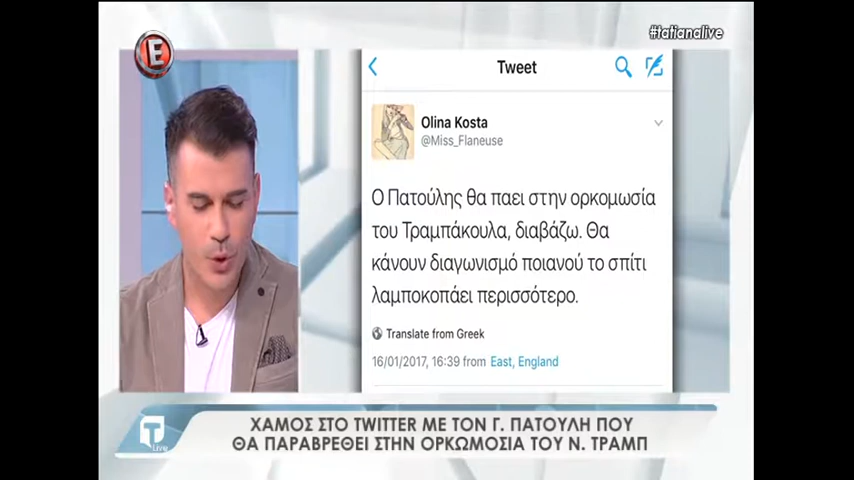 #tatianalive
E
Tweet
Olina Kosta
@Miss_Flaneuse
Ο Πατούλης θα παει στην ορκομωσία
του Τραμπάκουλα, διαβάζω. Θα
κάνουν διαγωνισμό ποιανού το σπίτι
λαμποκοπάει περισσότερο.
Translate from Greek
16/01/2017, 16:39 from East, England
T Live
ΧΑΜΟΣ ΣΤΟ TWITTER ΜΕ ΤΟΝ Γ. ΠΑΤΟΥΛΗ ΠΟΥ
ΘΑ ΠΑΡΑΒΡΕΘΕΙ ΣΤΗΝ ΟΡΚΩΜΟΣΙΑ ΤΟΥ Ν. ΤΡΑΜΠ